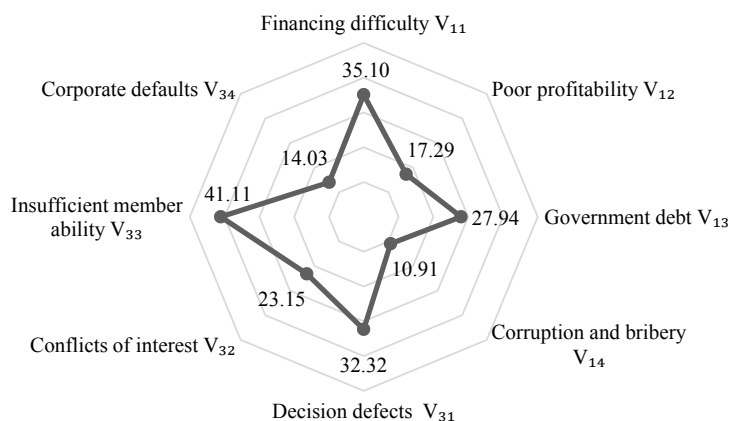 Financing difficulty V₁₁
35.10
Corporate defaults V₃₄
Poor profitability V₁₂
14.03
17.29
41.11
Insufficient member
ability V₃₃
27.94
Government debt V₁₃
10.91
23.15
Conflicts of interest V₃₂
Corruption and bribery
V₁₄
32.32
Decision defects V₃₁